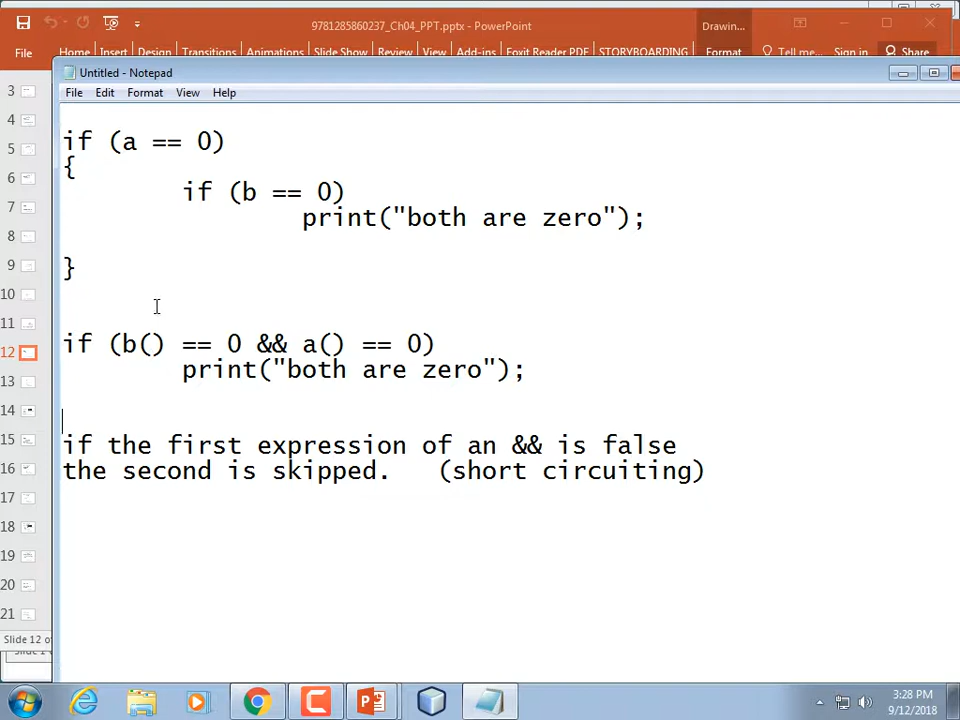 9781285860237_Ch04_PPT.pptx - PowerPoint
Drawin...
File Home Insert Design Transitions Animations Slide Show Review View Add-ins Foxit Reader PDF STORYBOARDING Format Tell me... Sign in Share
Untitled - Notepad
File Edit Format View Help
if (a == 0)
{
if (b == 0)
print("both are zero");
}
if (b() == 0 && a() == 0)
print("both are zero");
if the first expression of an && is false
the second is skipped. (short circuiting)
3
4
5
6
7
8
9
10
11
12
13
14
15
16
17
18
19
20
21
Slide 12 o
3:28 PM
9/12/2018